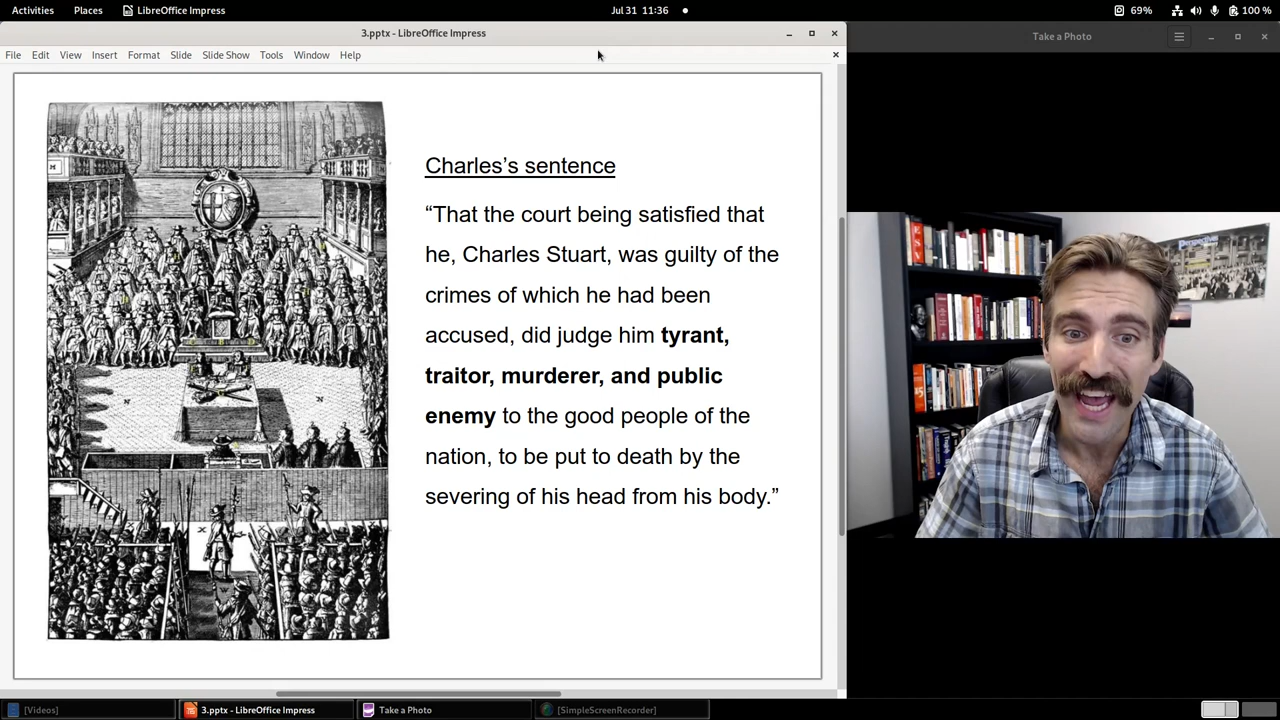 Activities Places LibreOffice Impress Jul 31 11:36 69% 100 %
3.pptx - LibreOffice Impress
Take a Photo
File Edit View Insert Format Slide Slide Show Tools Window Help
Charles’s sentence
“That the court being satisfied that
he, Charles Stuart, was guilty of the
crimes of which he had been
accused, did judge him tyrant,
traitor, murderer, and public
enemy to the good people of the
nation, to be put to death by the
severing of his head from his body.”
Perspective
[Videos] 3.pptx - LibreOffice Impress Take a Photo [SimpleScreenRecorder]